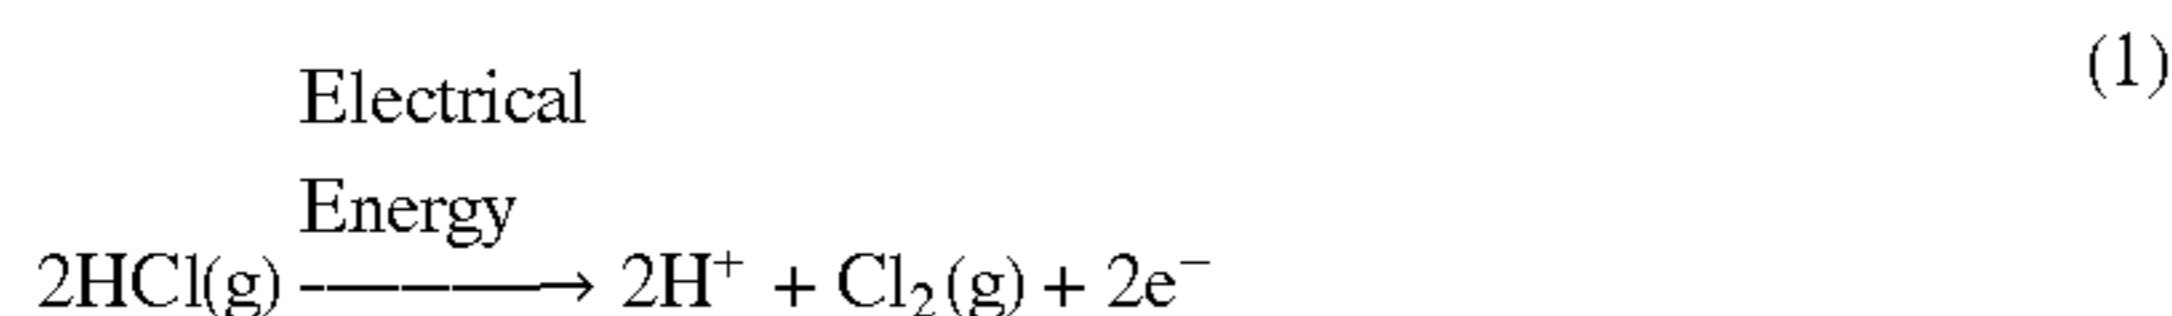 (1)
Electrical
Energy
2HCl(g) ⟶ 2H⁺ + Cl₂(g) + 2e⁻